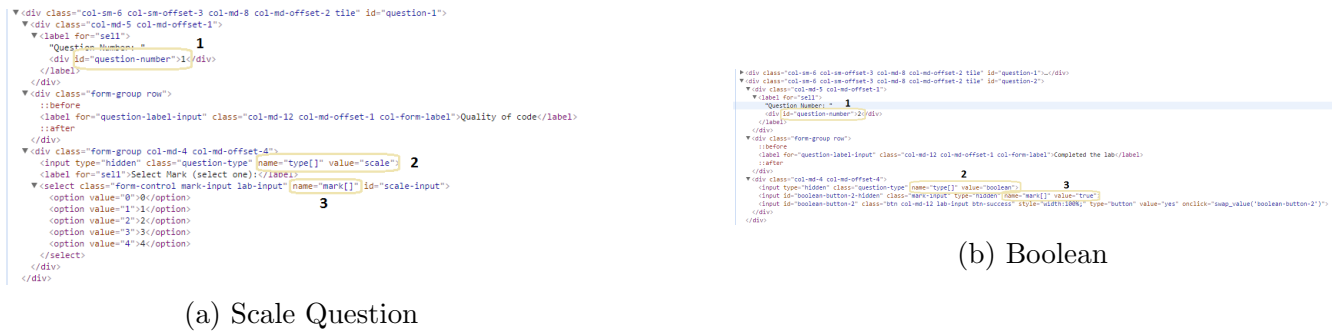 ▼<div class="col-sm-6 col-sm-offset-3 col-md-8 col-md-offset-2 tile" id="question-1">
▼<div class="col-md-5 col-md-offset-1">
▼<label for="sell">
"Question Number: "
1
<div id="question-number">1</div>
</label>
</div>
▼<div class="form-group row">
::before
<label for="question-label-input" class="col-md-12 col-md-offset-1 col-form-label">Quality of code</label>
::after
</div>
▼<div class="form-group col-md-4 col-md-offset-4">
<input type="hidden" class="question-type" name="type[]" value="scale"> 2
<label for="sell">Select Mark (select one):</label>
▼<select class="form-control mark-input lab-input" name="mark[]" id="scale-input">
3
<option value="0">0</option>
<option value="1">1</option>
<option value="2">2</option>
<option value="3">3</option>
<option value="4">4</option>
</select>
</div>
</div>
(a) Scale Question
▶<div class="col-sm-6 col-sm-offset-3 col-md-8 col-md-offset-2 tile" id="question-1">…</div>
▼<div class="col-sm-6 col-sm-offset-3 col-md-8 col-md-offset-2 tile" id="question-2">
▼<div class="col-md-5 col-md-offset-1">
▼<label for="sell">
"Question Number: " 1
<div id="question-number">2</div>
</label>
</div>
▼<div class="form-group row">
::before
<label for="question-label-input" class="col-md-12 col-md-offset-1 col-form-label">Completed the lab</label>
::after
</div>
▼<div class="form-group col-md-4 col-md-offset-4">
2
<input type="hidden" class="question-type" name="type[]" value="boolean">
3
<input id="boolean-button-2-hidden" class="mark-input" type="hidden" name="mark[]" value="true">
<input id="boolean-button-2" class="btn col-md-12 lab-input btn-success" style="width:100%;" type="button" value="yes" onclick="swap_value('boolean-button-2')">
</div>
</div>
(b) Boolean